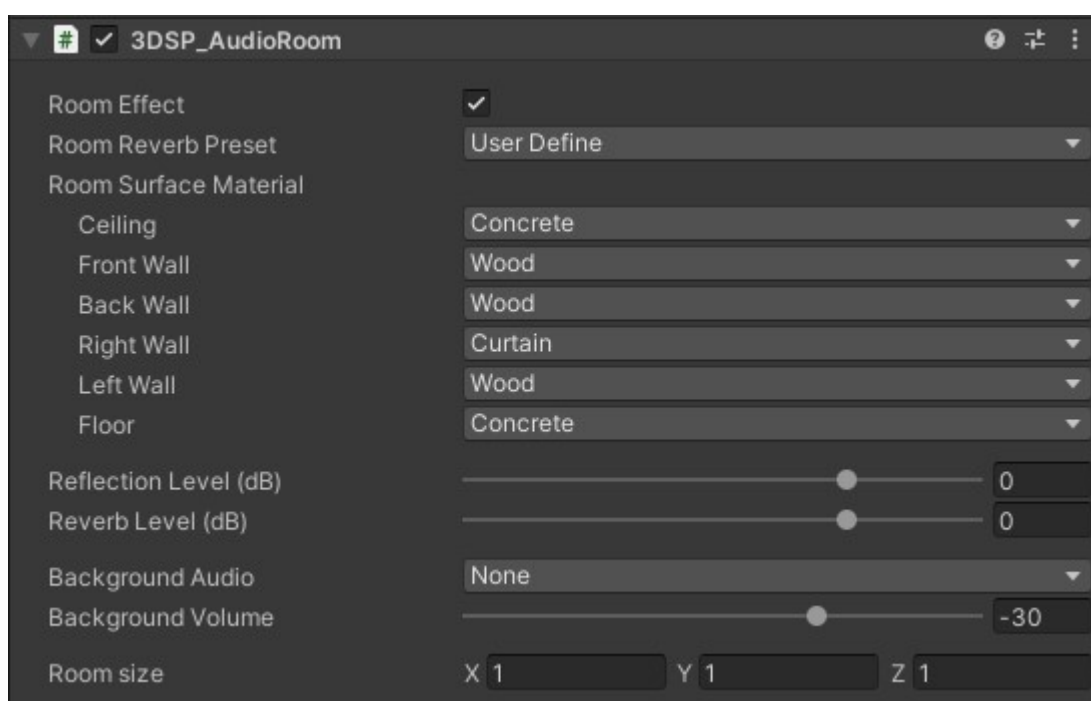 3DSP_AudioRoom
Room Effect
Room Reverb Preset User Define
Room Surface Material
Ceiling Concrete
Front Wall Wood
Back Wall Wood
Right Wall Curtain
Left Wall Wood
Floor Concrete
Reflection Level (dB) 0
Reverb Level (dB) 0
Background Audio None
Background Volume -30
Room size X 1 Y 1 Z 1